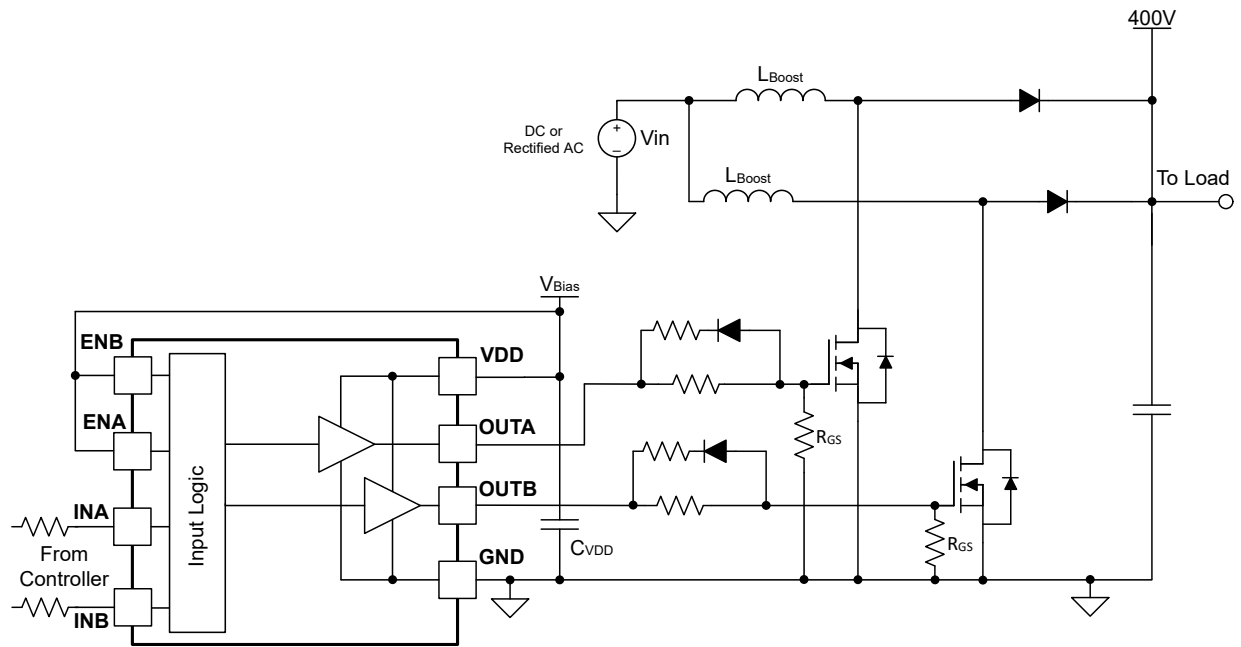 400V
LBoost
DC or
Rectified AC
+
–
Vin
LBoost
To Load
VBias
ENB
VDD
ENA
OUTA
RGS
Input Logic
OUTB
INA
From
Controller
CVDD
RGS
GND
INB